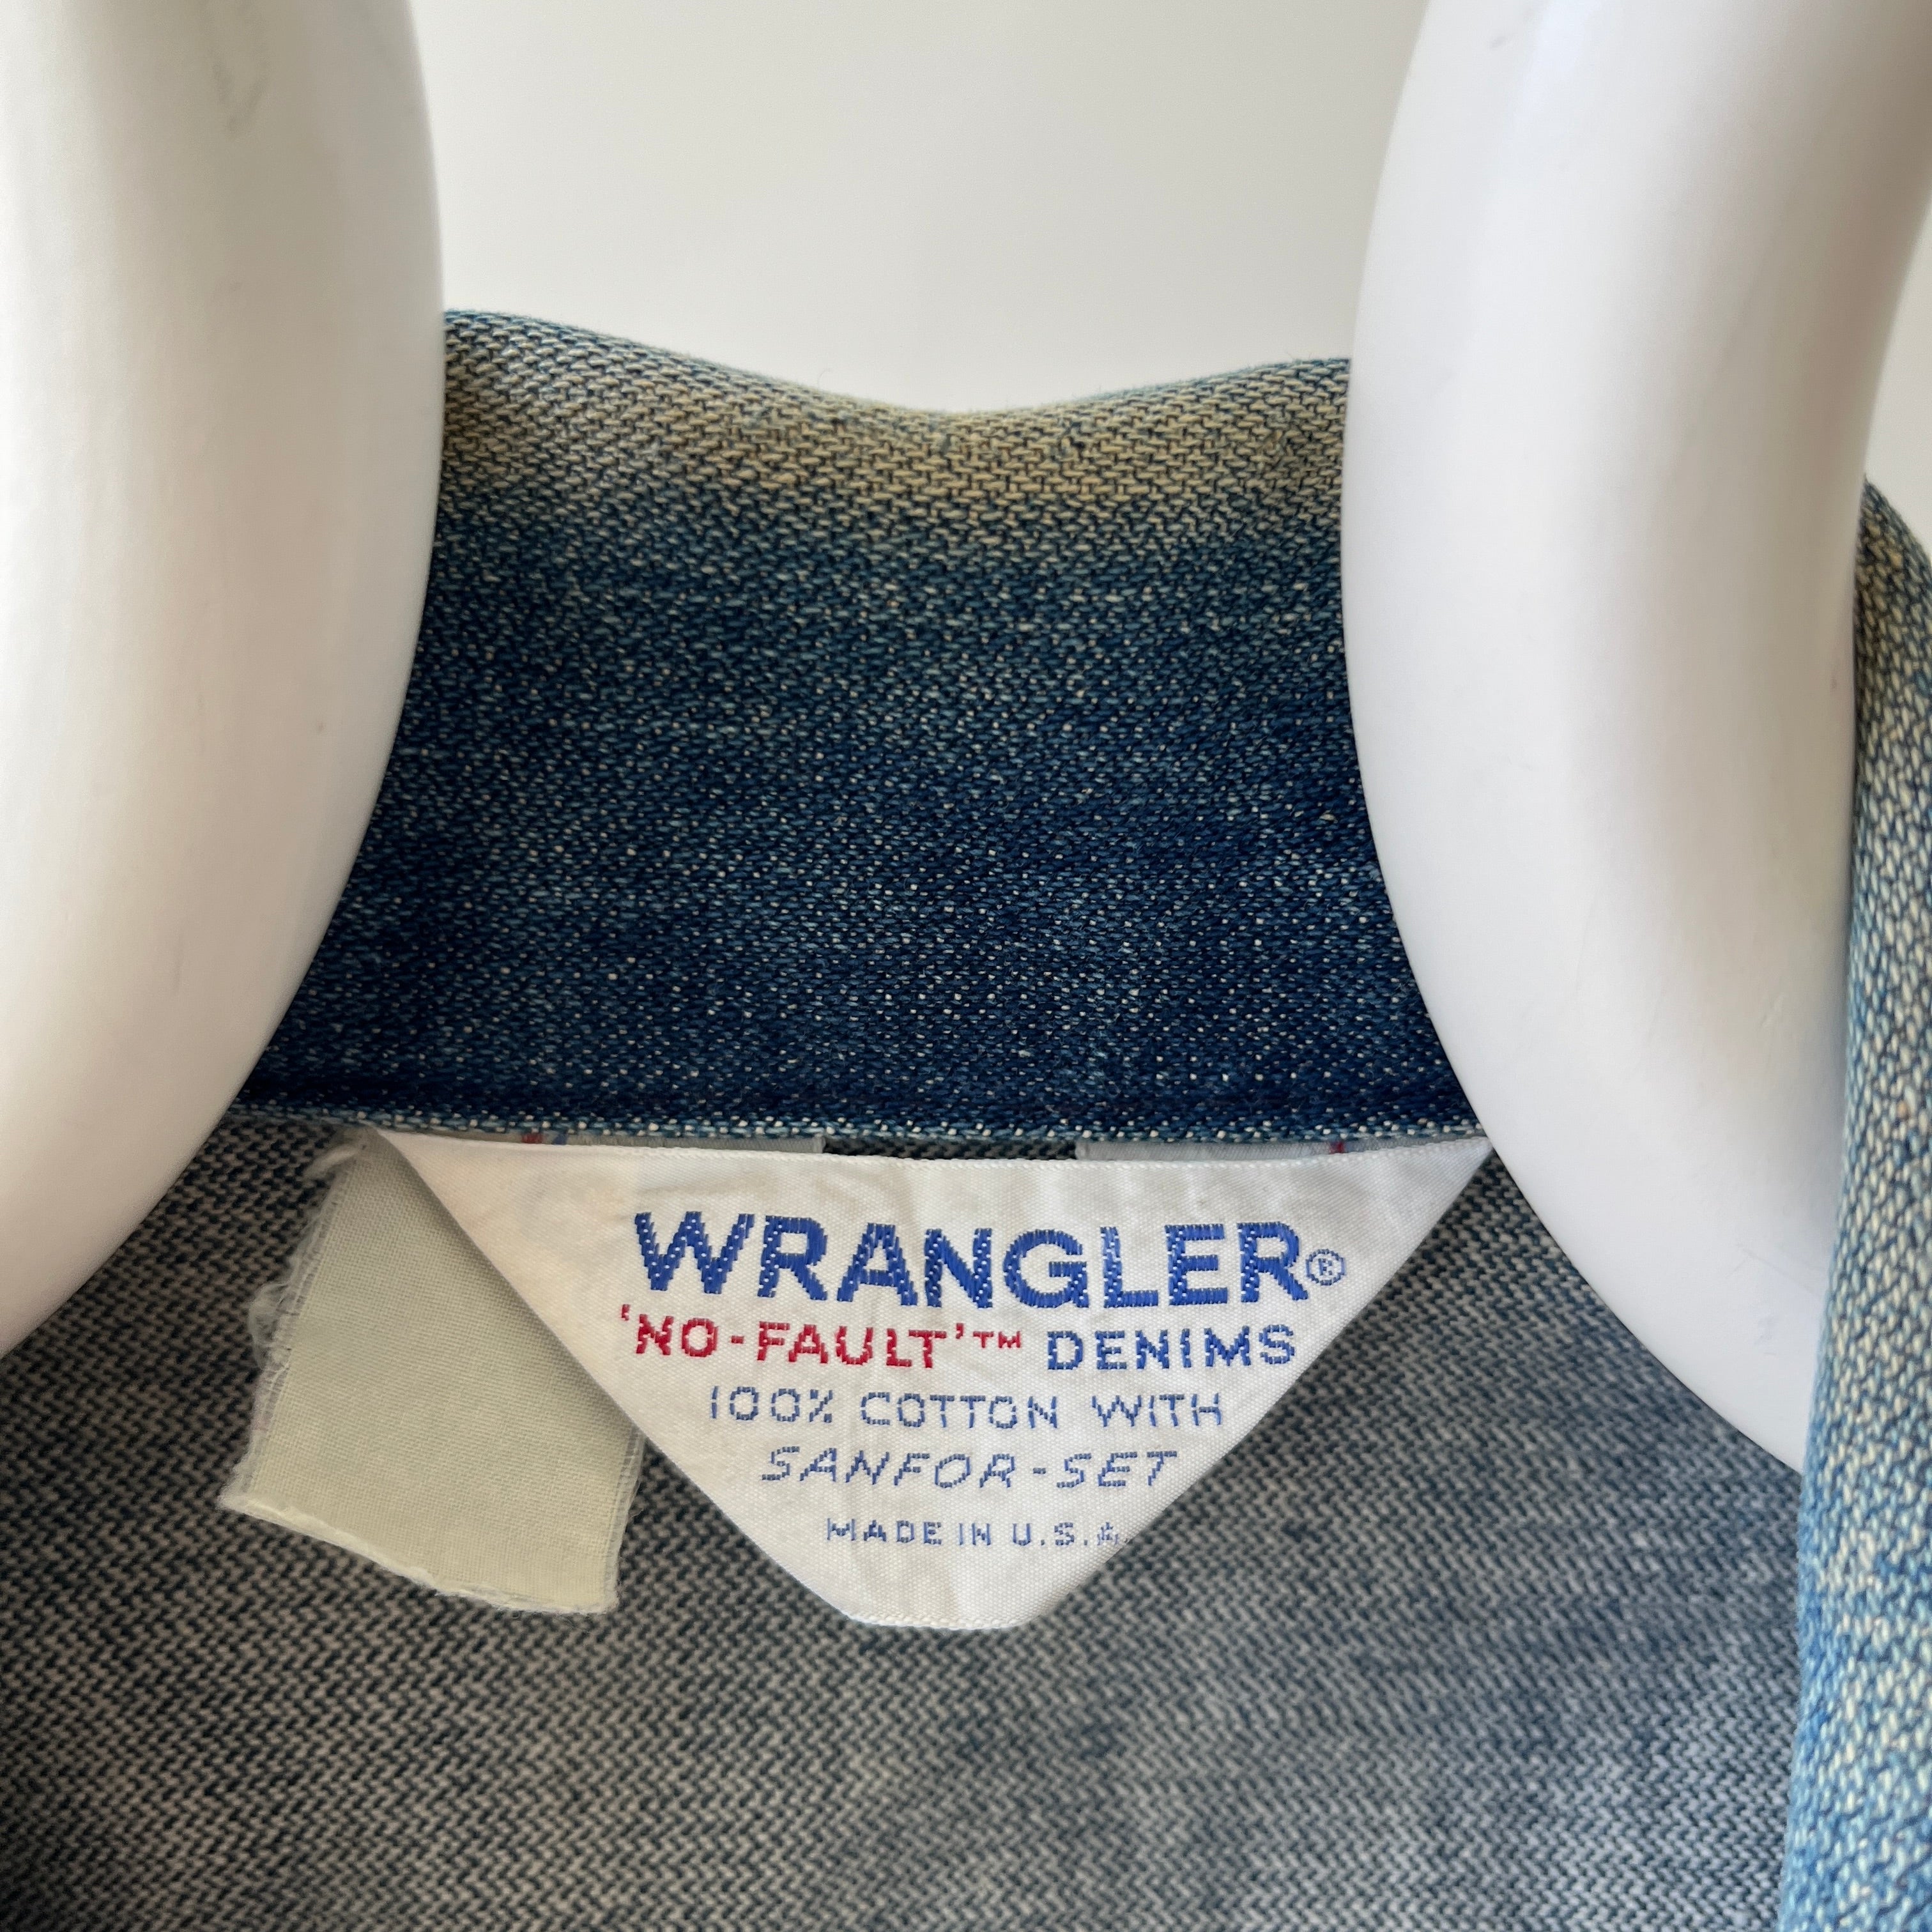 WRANGLER®
'NO-FAULT'™ DENIMS
100% COTTON WITH
SANFOR-SET
MADE IN U.S.A.